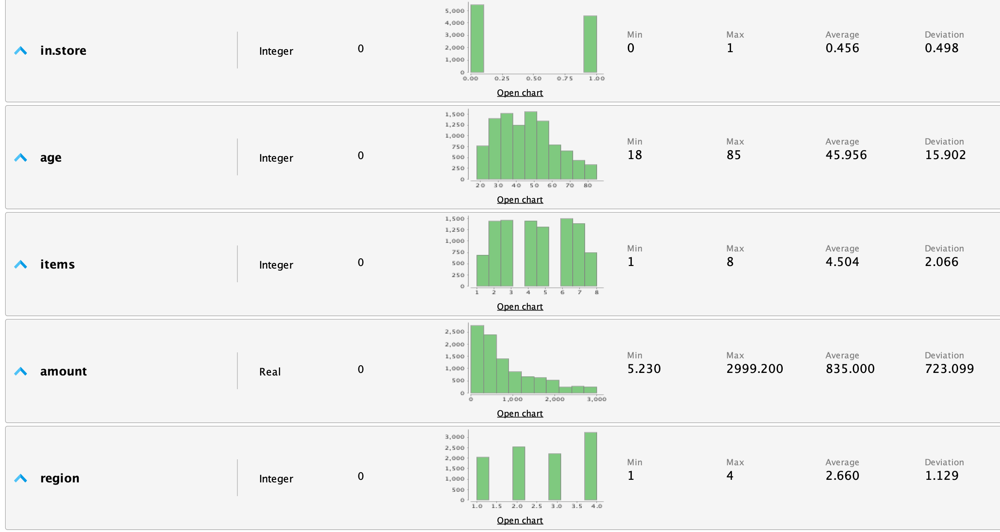 5,000
4,000
3,000
2,000
1,000
0
0.00 0.25 0.50 0.75 1.00
in.store Integer 0 Min Max Average Deviation
0 1 0.456 0.498
Open chart
1,500
1,250
1,000
750
500
250
0
20 30 40 50 60 70 80
age Integer 0 Min Max Average Deviation
18 85 45.956 15.902
Open chart
1,500
1,250
1,000
750
500
250
0
1 2 3 4 5 6 7 8
items Integer 0 Min Max Average Deviation
1 8 4.504 2.066
Open chart
2,500
2,000
1,500
1,000
500
0
0 1,000 2,000 3,000
amount Real 0 Min Max Average Deviation
5.230 2999.200 835.000 723.099
Open chart
3,000
2,500
2,000
1,500
1,000
500
0
1.0 1.5 2.0 2.5 3.0 3.5 4.0
region Integer 0 Min Max Average Deviation
1 4 2.660 1.129
Open chart